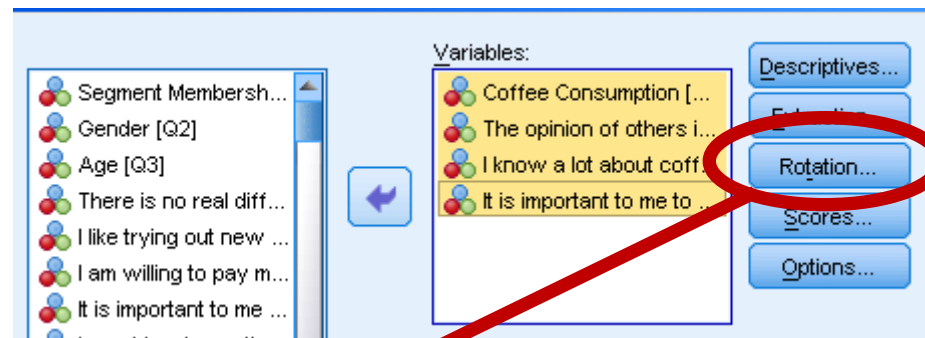 Variables:
Segment Membersh...
Gender [Q2]
Age [Q3]
There is no real diff...
I like trying out new ...
I am willing to pay m...
It is important to me ...
Coffee Consumption [...
The opinion of others i...
I know a lot about coff...
It is important to me to ...
Descriptives...
Rotation...
Scores...
Options...